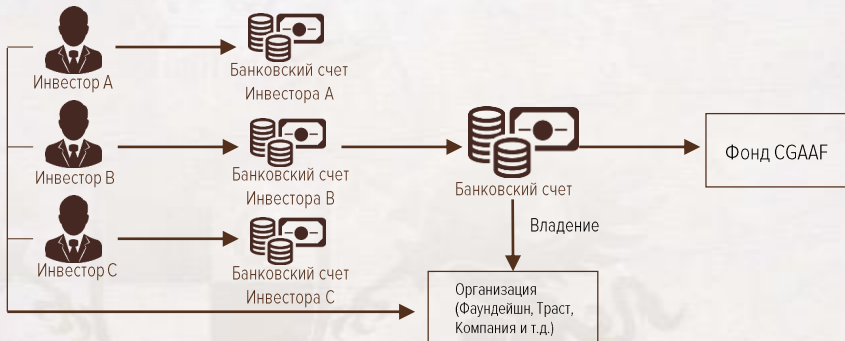 Инвестор A
Банковский счет
Инвестора A
Инвестор B
Банковский счет
Инвестора B
Банковский счет
Фонд CGAAF
Владение
Инвестор C
Банковский счет
Инвестора C
Организация
(Фаундейшн, Траст,
Компания и т.д.)